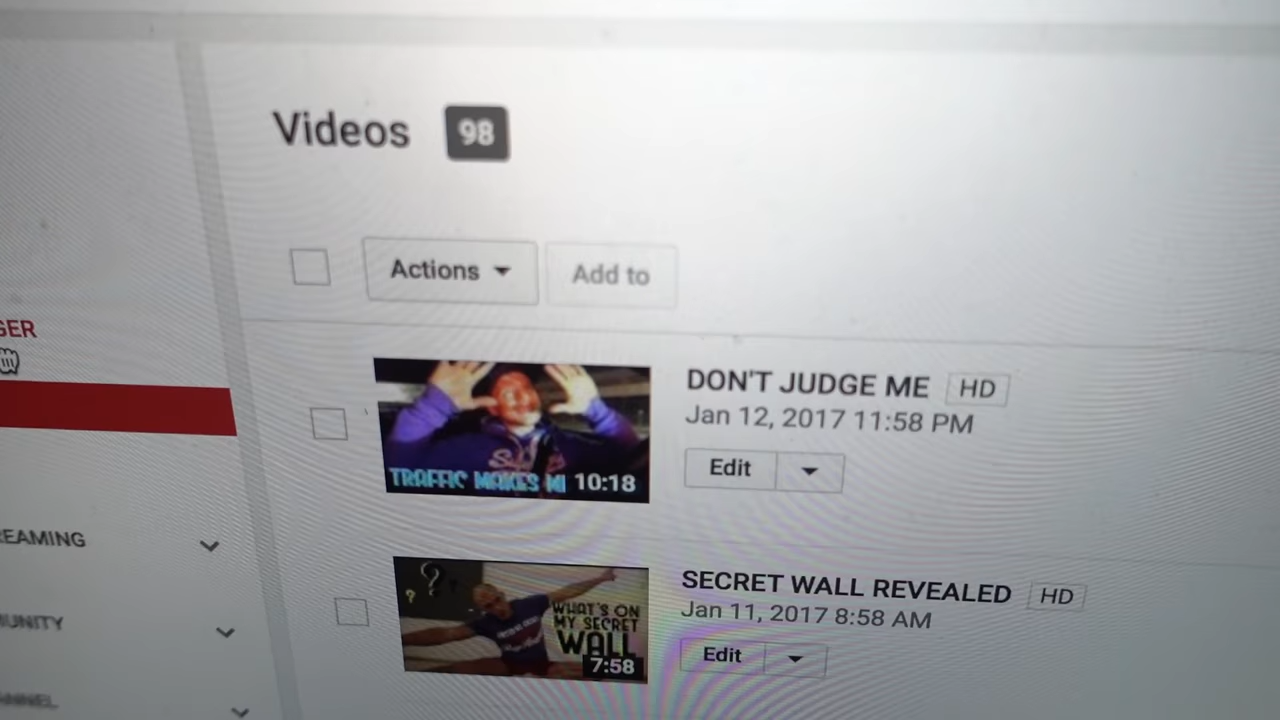 Videos 98
Actions Add to
GER
DON'T JUDGE ME HD
Jan 12, 2017 11:58 PM
Edit
TRAFFIC MAKES 10:18
EAMING
SECRET WALL REVEALED HD
Jan 11, 2017 8:58 AM
Edit
?
?
WHAT'S ON
MY SECRET
WALL
7:58
UNITY
NNEL